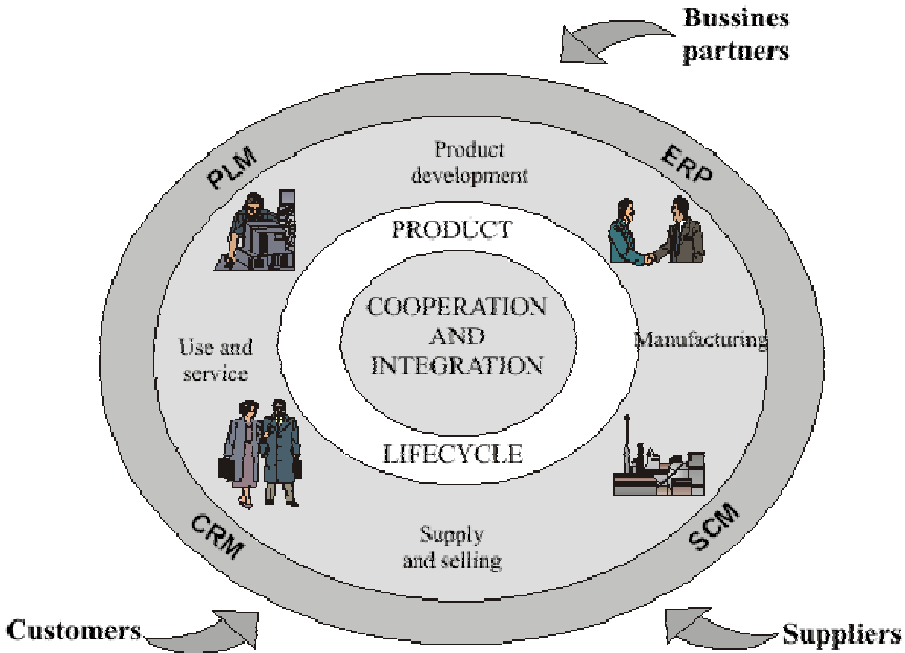 Bussines
partners
PLM
ERP
Product
development
PRODUCT
COOPERATION
AND
INTEGRATION
Use and
service
Manufacturing
LIFECYCLE
CRM
SCM
Supply
and selling
Customers
Suppliers